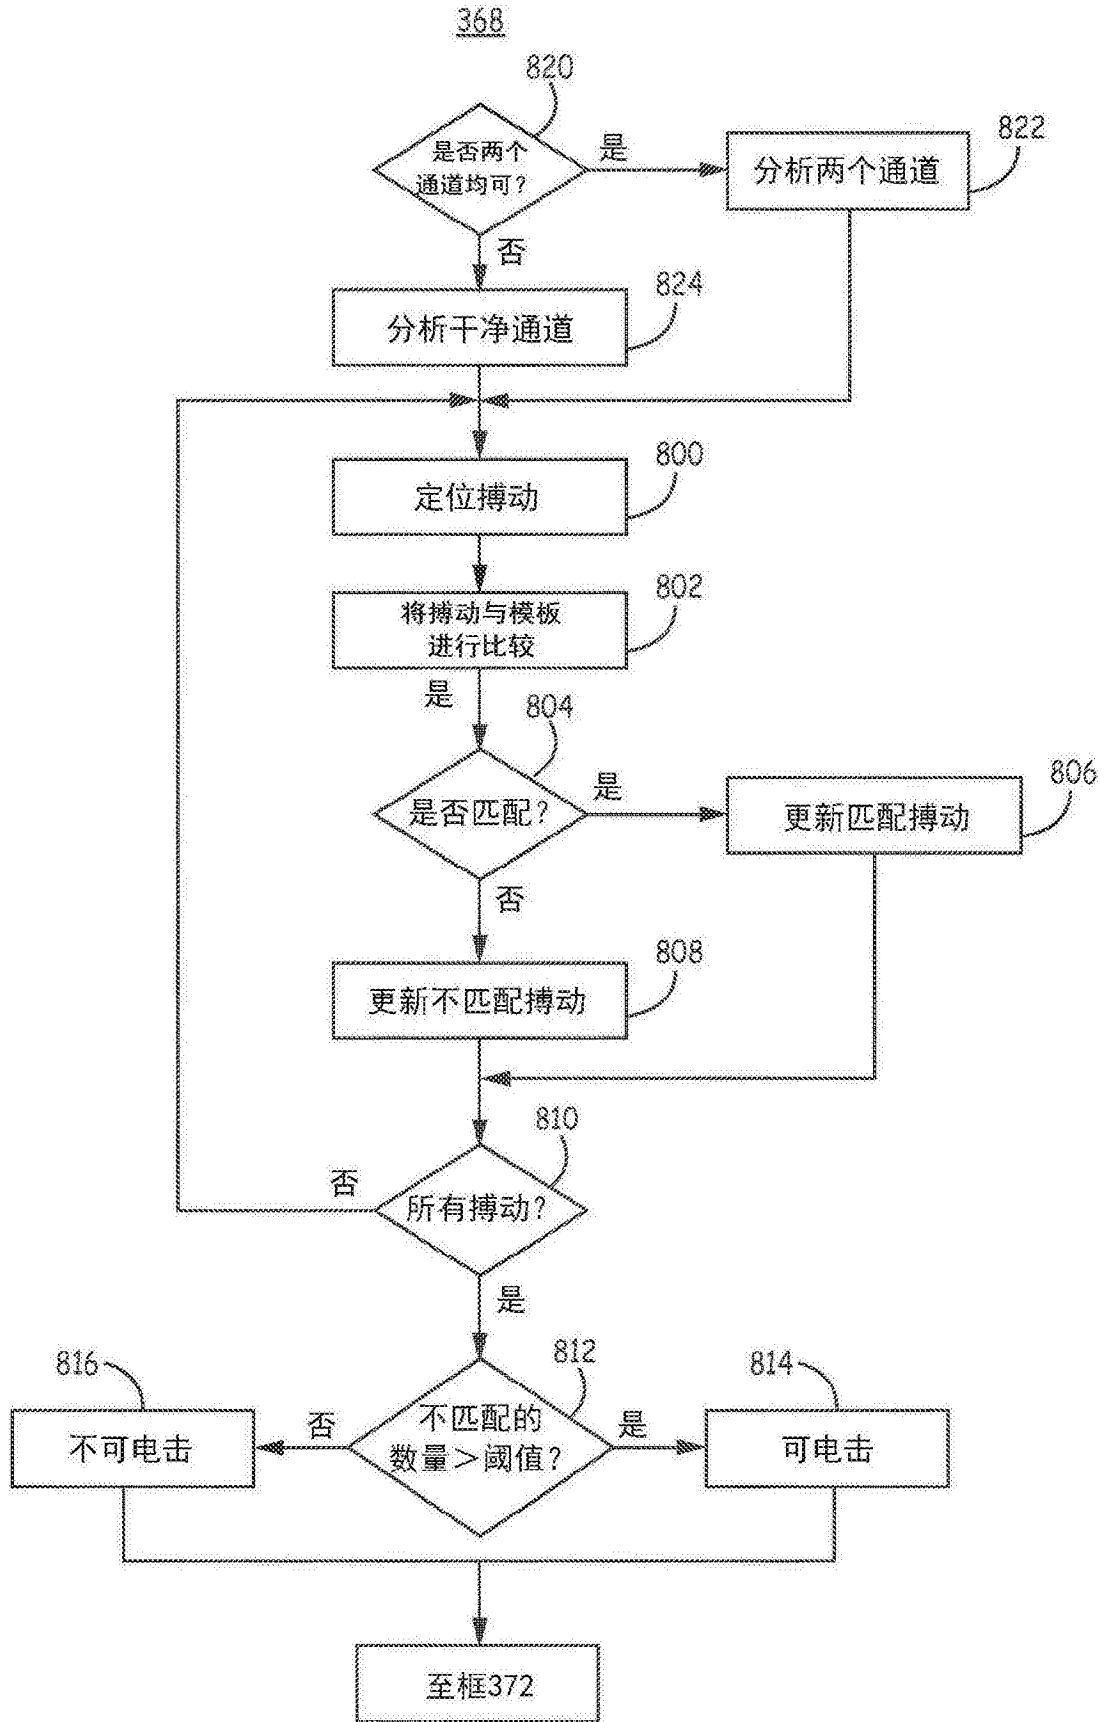 368
820
是否两个
通道均可?
是
822
分析两个通道
否
824
分析干净通道
800
定位搏动
802
将搏动与模板
进行比较
是
804
是否匹配?
是
806
更新匹配搏动
否
808
更新不匹配搏动
810
所有搏动?
否
是
816
812
814
不可电击
否
不匹配的
数量>阈值?
是
可电击
至框372